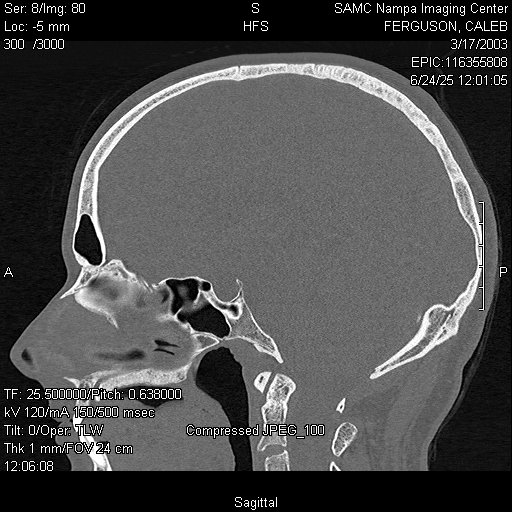 Ser: 8/Img: 80
Loc: -5 mm
300 /3000
S
HFS
SAMC Nampa Imaging Center
FERGUSON, CALEB
3/17/2003
EPIC:116355808
6/24/25 12:01:05
A
P
TF: 25.500000/Pitch: 0.638000
kV 120/mA 150/500 msec
Tilt: 0/Oper: TLW
Compressed JPEG_100
Thk 1 mm/FOV 24 cm
12:06:08
Sagittal